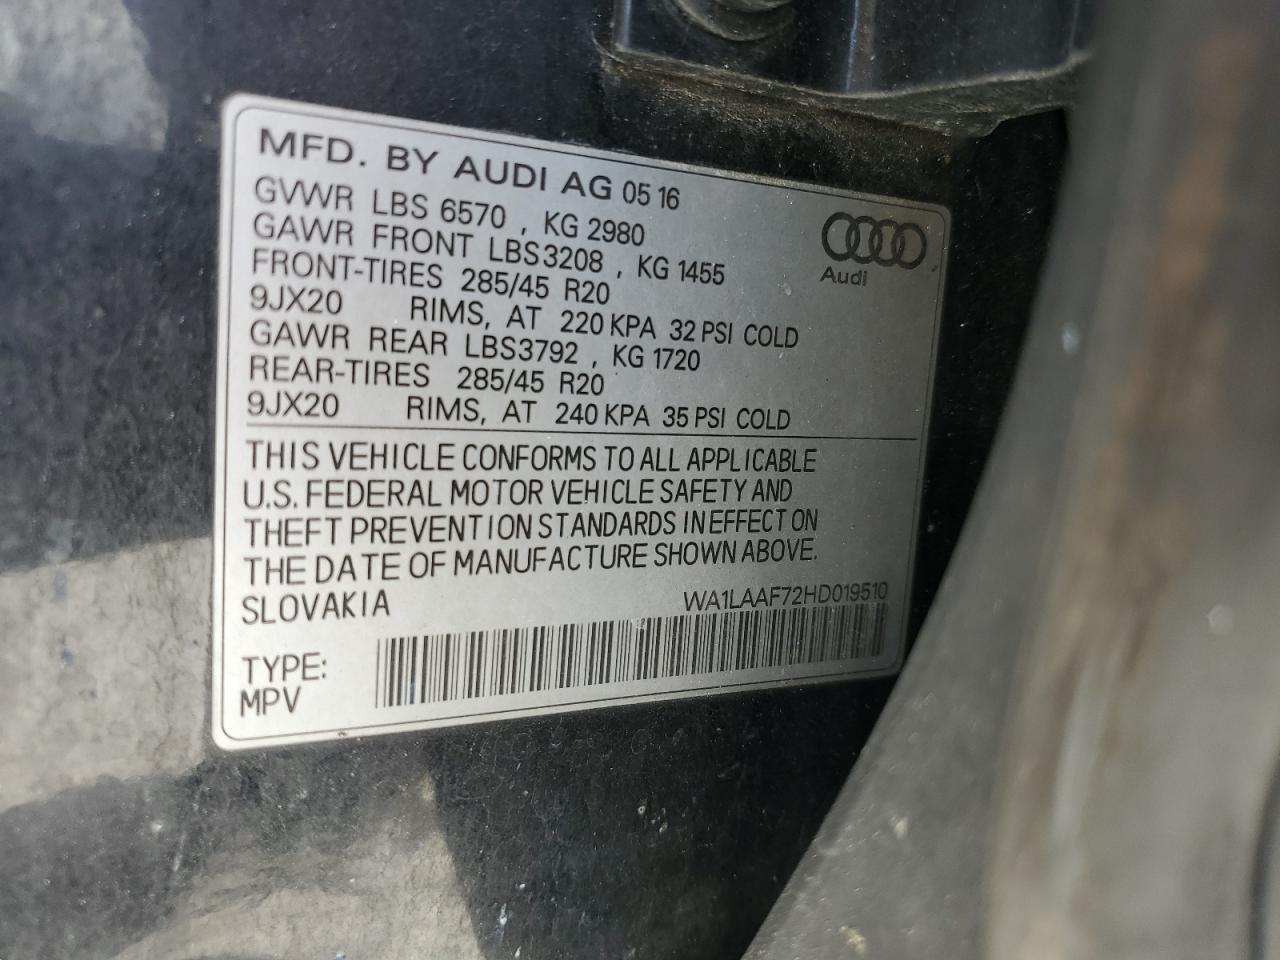 MFD. BY AUDI AG 05 16
GVWR LBS 6570 , KG 2980
GAWR FRONT LBS3208 , KG 1455
FRONT-TIRES 285/45 R20
9JX20 RIMS, AT 220 KPA 32 PSI COLD
GAWR REAR LBS3792 , KG 1720
REAR-TIRES 285/45 R20
9JX20 RIMS, AT 240 KPA 35 PSI COLD
Audi
THIS VEHICLE CONFORMS TO ALL APPLICABLE
U.S. FEDERAL MOTOR VEHICLE SAFETY AND
THEFT PREVENTION STANDARDS IN EFFECT ON
THE DATE OF MANUFACTURE SHOWN ABOVE.
SLOVAKIA WA1LAAF72HD019510
TYPE:
MPV